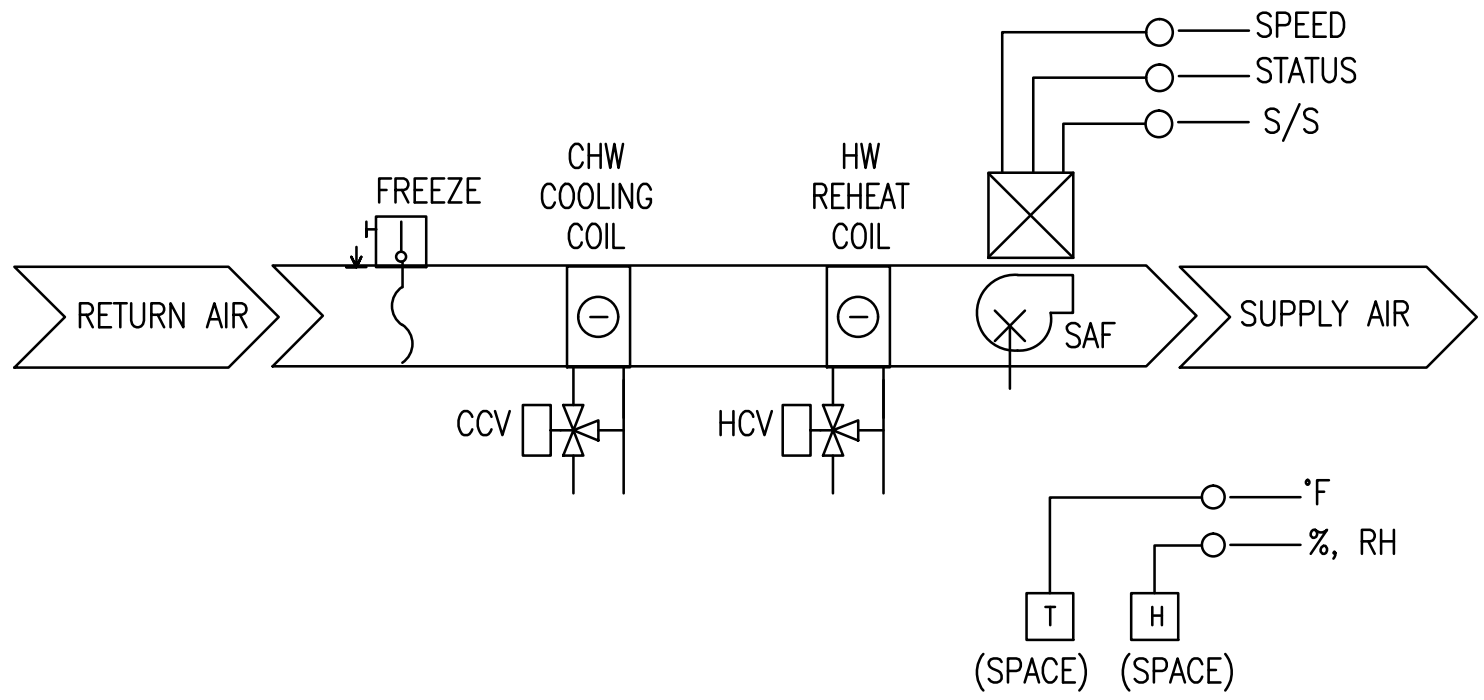 SPEED
STATUS
S/S
CHW
COOLING
COIL
HW
REHEAT
COIL
FREEZE
RETURN AIR
SAF
SUPPLY AIR
CCV
HCV
°F
%, RH
T
H
(SPACE)
(SPACE)